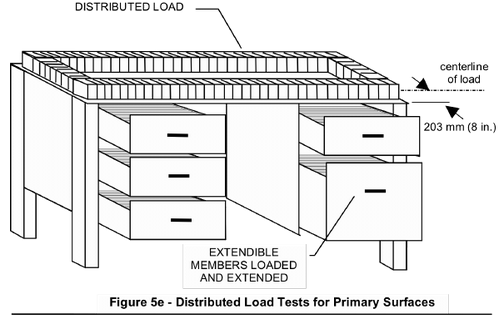 DISTRIBUTED LOAD
centerline
of load
203 mm (8 in.)
EXTENDIBLE
MEMBERS LOADED
AND EXTENDED
Figure 5e - Distributed Load Tests for Primary Surfaces